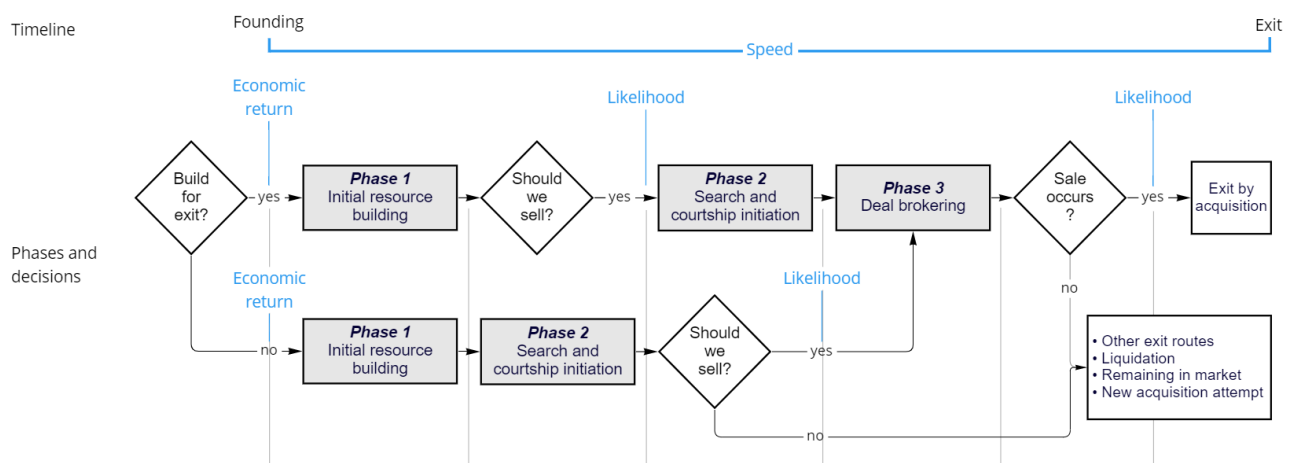 Timeline
Founding
Exit
Speed
Economic
return
Likelihood
Likelihood
Build
for
exit?
yes
Phase 1
Initial resource
building
Should
we
sell?
yes
Phase 2
Search and
courtship initiation
Phase 3
Deal brokering
Sale
occurs
?
yes
Exit by
acquisition
Phases and
decisions
Economic
return
Likelihood
no
no
Phase 1
Initial resource
building
Phase 2
Search and
courtship initiation
Should
we
sell?
yes
• Other exit routes
• Liquidation
• Remaining in market
• New acquisition attempt
no